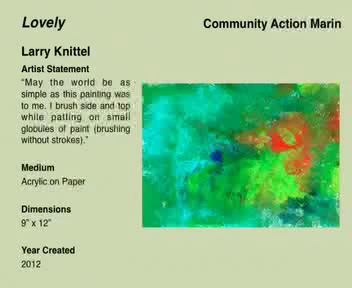 Lovely
Community Action Marin
Larry Knittel
Artist Statement
“May the world be as
simple as this painting was
to me. I brush side and top
while patting on small
globules of paint (brushing
without strokes).”
Medium
Acrylic on Paper
Dimensions
9” x 12”
Year Created
2012